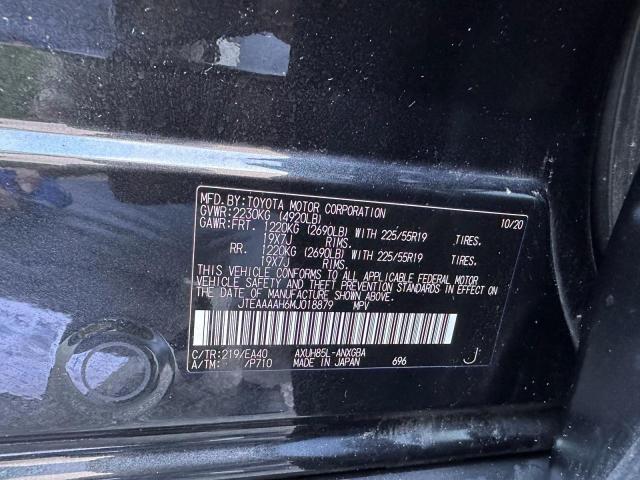 MFD. BY: TOYOTA MOTOR CORPORATION 10/20
GVWR: 2230KG (4920LB)
GAWR: FRT. 1220KG (2690LB) WITH 225/55R19 TIRES.
19X7J RIMS.
RR. 1220KG (2690LB) WITH 225/55R19 TIRES.
19X7J RIMS.
THIS VEHICLE CONFORMS TO ALL APPLICABLE FEDERAL MOTOR
VEHICLE SAFETY AND THEFT PREVENTION STANDARDS IN EFFECT ON
THE DATE OF MANUFACTURE SHOWN ABOVE.
JTEAAAAH6MJ018879 MPV
C/TR: 219/EA40 AXUH85L-ANXGBA J
A/TM: /P710 MADE IN JAPAN 696